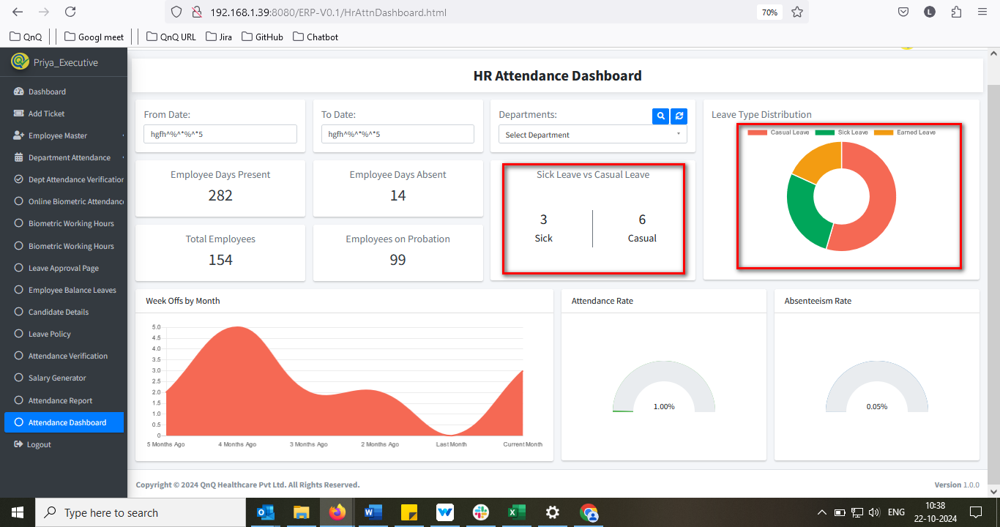 192.168.1.39:8080/ERP-V0.1/HrAttnDashboard.html
70%
L
QnQ
Googl meet
QnQ URL
Jira
GitHub
Chatbot
Priya_Executive
Dashboard
Add Ticket
Employee Master
Department Attendance
Dept Attendance Verification
Online Biometric Attendanc
Biometric Working Hours
Biometric Working Hours
Leave Approval Page
Employee Balance Leaves
Candidate Details
Leave Policy
Attendance Verification
Salary Generator
Attendance Report
Attendance Dashboard
Logout
HR Attendance Dashboard
From Date:
hgfh^%^*%^*5
To Date:
hgfh^%^*%^*5
Departments:
Select Department
Leave Type Distribution
Casual Leave
Sick Leave
Earned Leave
Employee Days Present
282
Employee Days Absent
14
Sick Leave vs Casual Leave
3
Sick
6
Casual
Total Employees
154
Employees on Probation
99
Week Offs by Month
5.0
4.5
4.0
3.5
3.0
2.5
2.0
1.5
1.0
0.5
0
5 Months Ago
4 Months Ago
3 Months Ago
2 Months Ago
Last Month
Current Month
Attendance Rate
1.00%
Absenteeism Rate
0.05%
Copyright © 2024 QnQ Healthcare Pvt Ltd. All Rights Reserved.
Version 1.0.0
Type here to search
ENG
10:38
22-10-2024